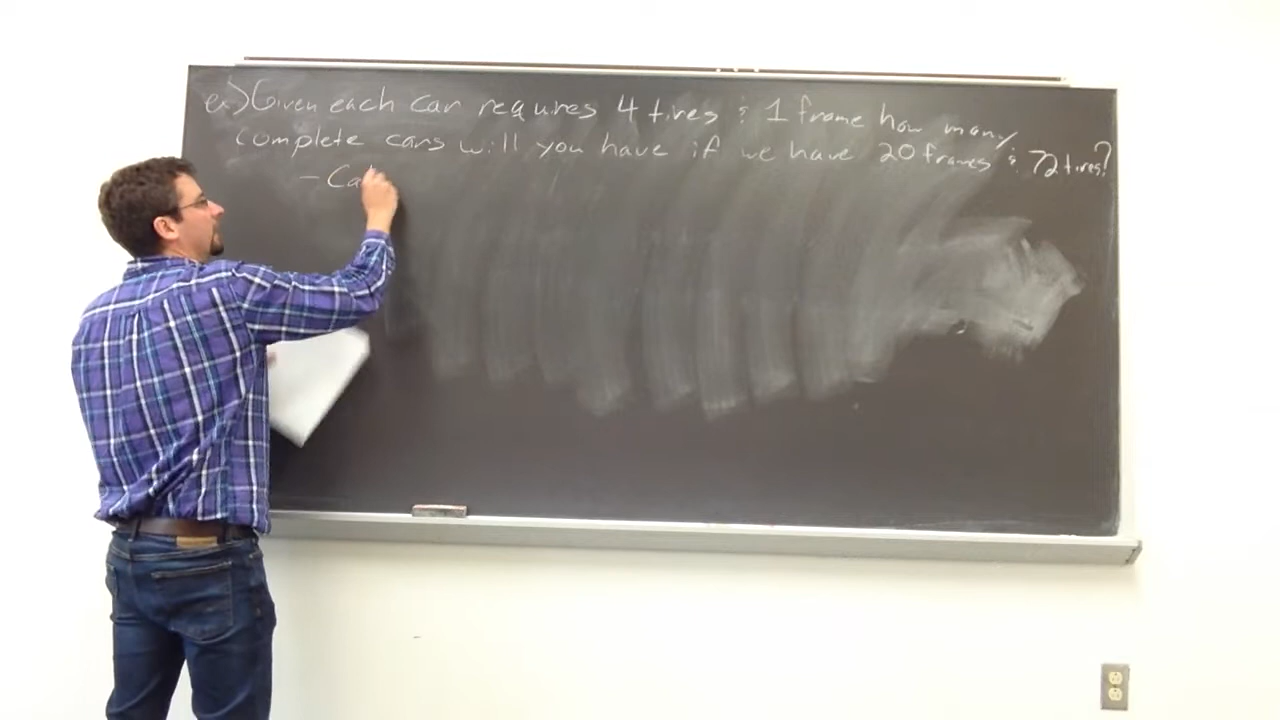 ex) Given each car requires 4 tires & 1 frame how many
complete cars will you have if we have 20 frames & 72 tires?
- Ca